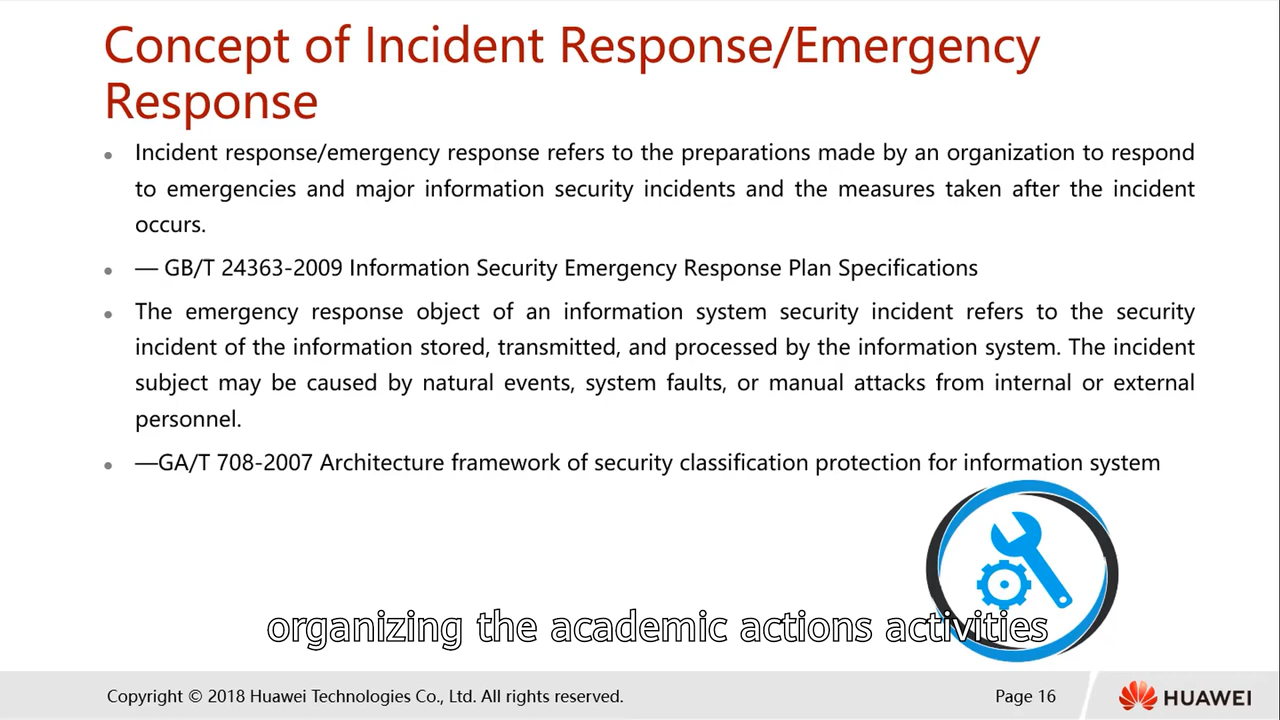 Concept of Incident Response/Emergency
Response
Incident response/emergency response refers to the preparations made by an organization to respond
to emergencies and major information security incidents and the measures taken after the incident
occurs.
— GB/T 24363-2009 Information Security Emergency Response Plan Specifications
The emergency response object of an information system security incident refers to the security
incident of the information stored, transmitted, and processed by the information system. The incident
subject may be caused by natural events, system faults, or manual attacks from internal or external
personnel.
—GA/T 708-2007 Architecture framework of security classification protection for information system
organizing the academic actions activities
Copyright © 2018 Huawei Technologies Co., Ltd. All rights reserved.
Page 16
HUAWEI